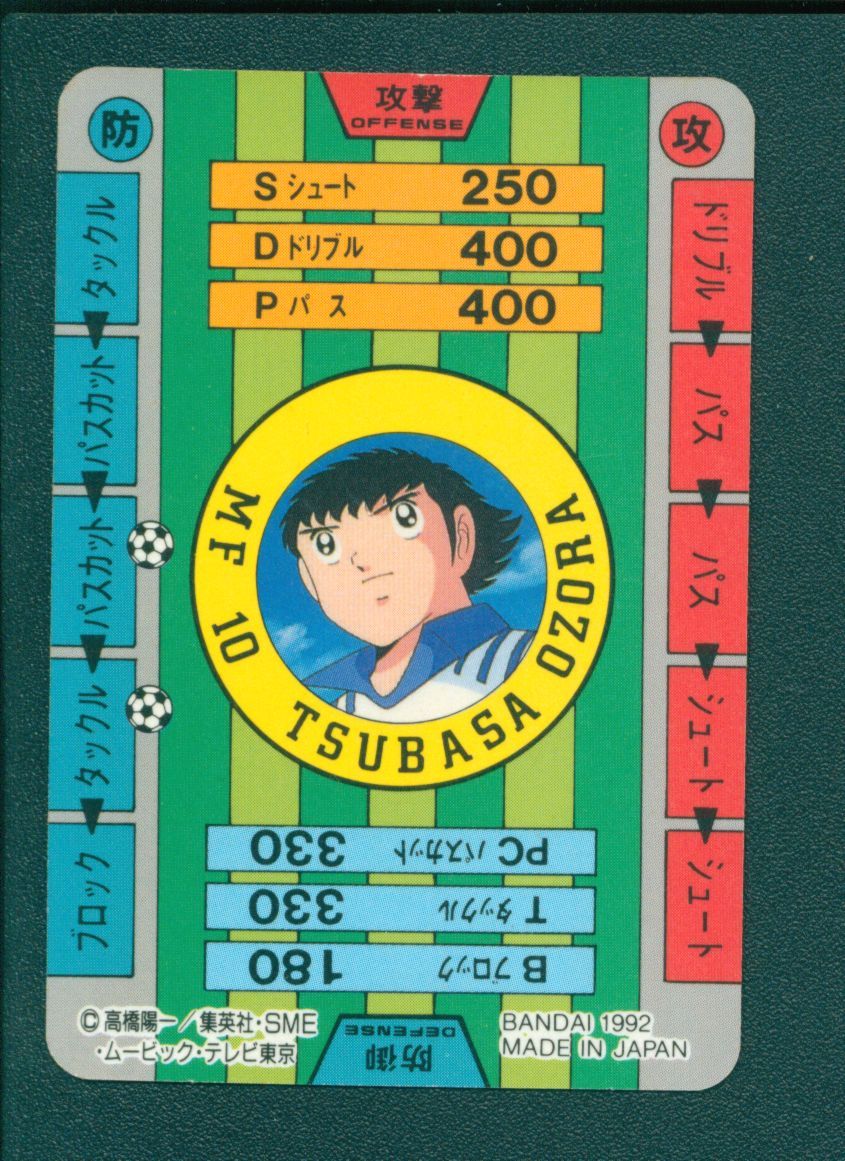 攻撃
OFFENSE
防
攻
S シュート 250
D ドリブル 400
P パス 400
タックル
パスカット
パスカット
タックル
ブロック
ドリブル
パス
パス
シュート
シュート
MF 10 TSUBASA OZORA
防御
DEFENSE
B ブロック 180
T タックル 330
PC パスカット 330
©高橋陽一／集英社・SME
・ムービック・テレビ東京
BANDAI 1992
MADE IN JAPAN